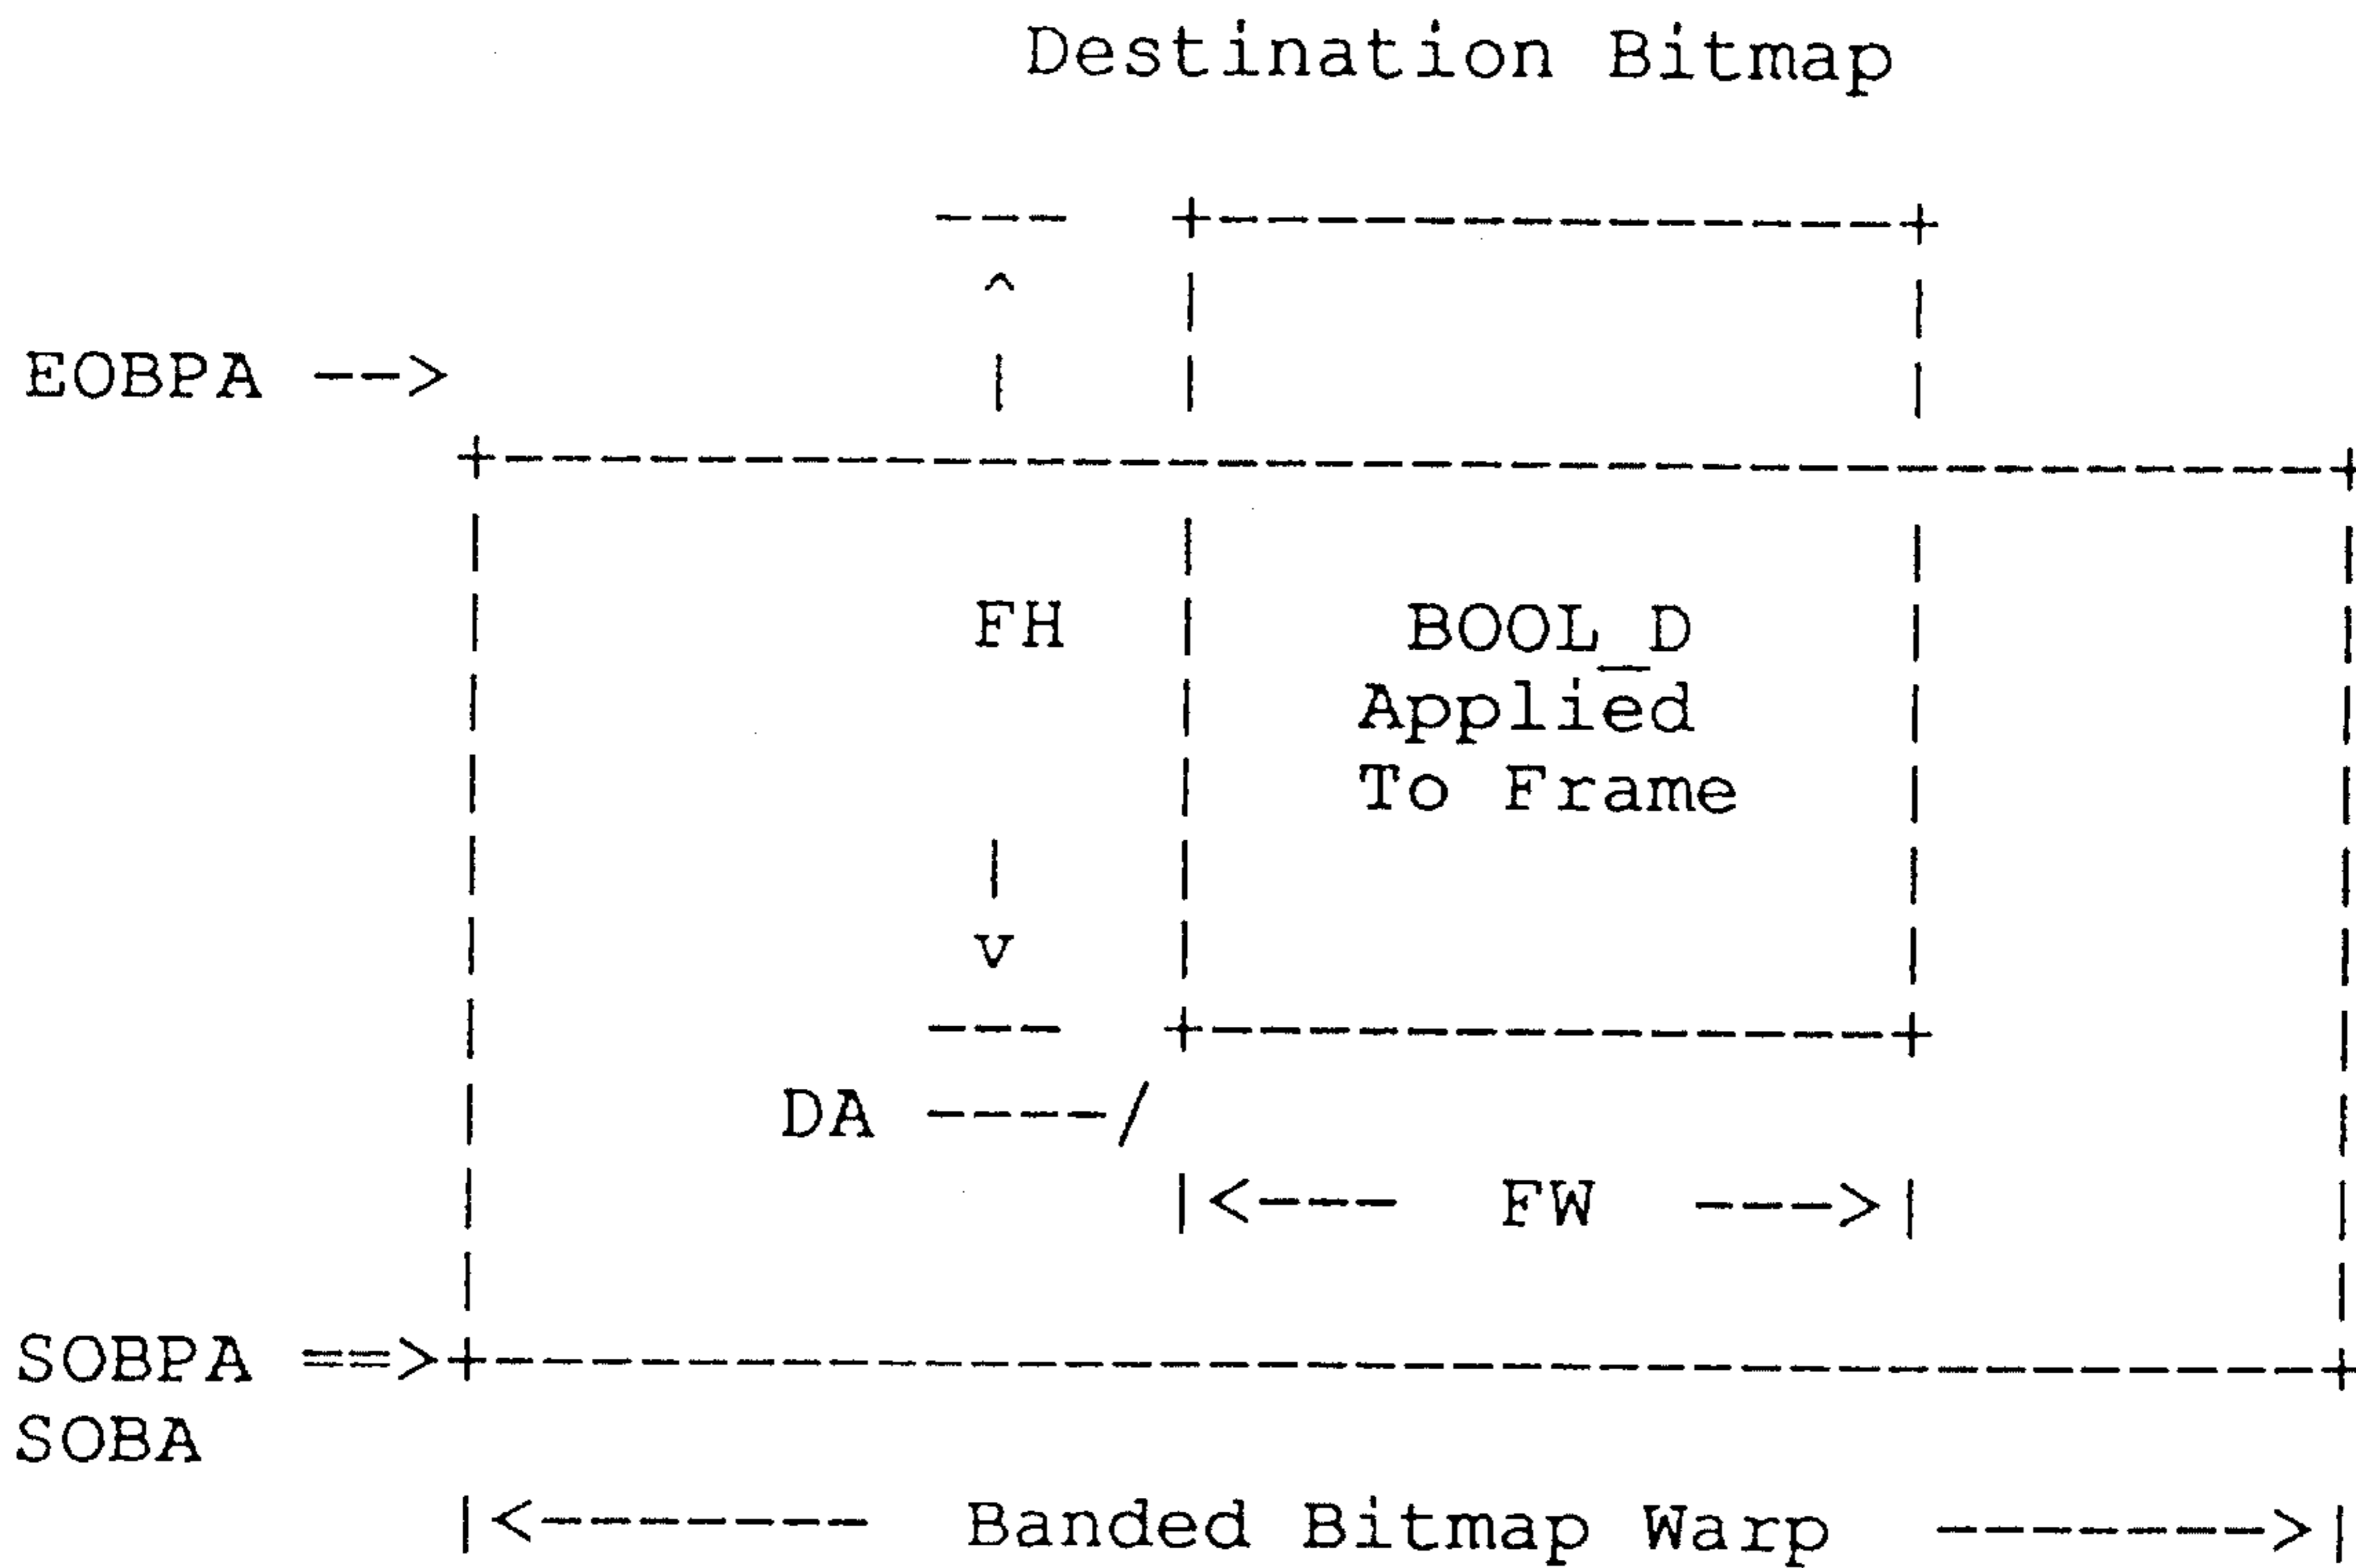 Destination Bitmap
--- +---------------+
^ | |
EOBPA --> | | |
+---------------------------------------+
| | | |
| FH | BOOL_D | |
| | Applied | |
| | To Frame | |
| | | | |
| v | | |
| --- +---------------+ |
| DA ----/ |
| |<--- FW --->| |
| |
SOBPA ==>+---------------------------------------+
SOBA
|<------- Banded Bitmap Warp ------->|